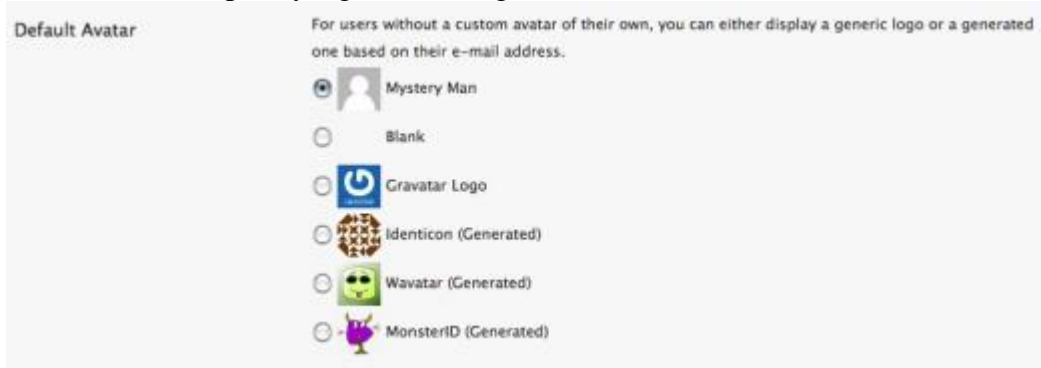 Default Avatar
For users without a custom avatar of their own, you can either display a generic logo or a generated
one based on their e-mail address.
Mystery Man
Blank
Gravatar Logo
Identicon (Generated)
Wavatar (Generated)
MonsterID (Generated)